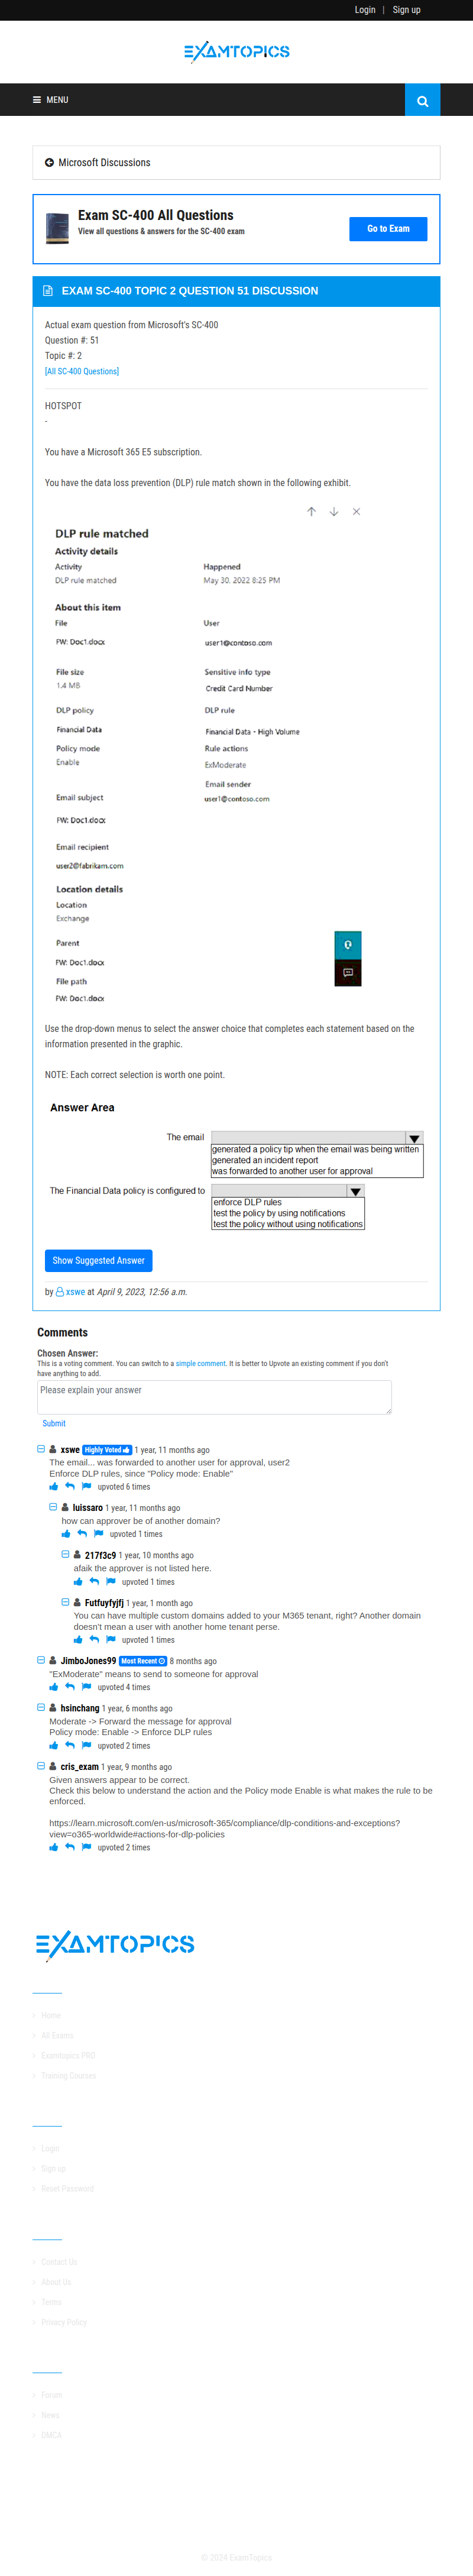 Login | Sign up
EXAMTOPICS
MENU
Microsoft Discussions
Exam SC-400 All Questions
View all questions & answers for the SC-400 exam
Go to Exam
EXAM SC-400 TOPIC 2 QUESTION 51 DISCUSSION
Actual exam question from Microsoft's SC-400
Question #: 51
Topic #: 2
[All SC-400 Questions]
HOTSPOT
-
You have a Microsoft 365 E5 subscription.
You have the data loss prevention (DLP) rule match shown in the following exhibit.
DLP rule matched
Activity details
Activity Happened
DLP rule matched May 30, 2022 8:25 PM
About this item
File User
FW: Doc1.docx user1@contoso.com
File size Sensitive info type
1.4 MB Credit Card Number
DLP policy DLP rule
Financial Data Financial Data - High Volume
Policy mode Rule actions
Enable ExModerate
Email sender
Email subject user1@contoso.com
FW: Doc1.docx
Email recipient
user2@fabrikam.com
Location details
Location
Exchange
Parent
FW: Doc1.docx
File path
FW: Doc1.docx
Use the drop-down menus to select the answer choice that completes each statement based on the
information presented in the graphic.
NOTE: Each correct selection is worth one point.
Answer Area
The email
generated a policy tip when the email was being written
generated an incident report
was forwarded to another user for approval
The Financial Data policy is configured to
enforce DLP rules
test the policy by using notifications
test the policy without using notifications
Show Suggested Answer
by xswe at April 9, 2023, 12:56 a.m.
Comments
Chosen Answer:
This is a voting comment. You can switch to a simple comment. It is better to Upvote an existing comment if you don't
have anything to add.
Please explain your answer
Submit
xswe Highly Voted 1 year, 11 months ago
The email... was forwarded to another user for approval, user2
Enforce DLP rules, since "Policy mode: Enable"
upvoted 6 times
luissaro 1 year, 11 months ago
how can approver be of another domain?
upvoted 1 times
217f3c9 1 year, 10 months ago
afaik the approver is not listed here.
upvoted 1 times
Futfuyfyjfj 1 year, 1 month ago
You can have multiple custom domains added to your M365 tenant, right? Another domain
doesn't mean a user with another home tenant perse.
upvoted 1 times
JimboJones99 Most Recent 8 months ago
"ExModerate" means to send to someone for approval
upvoted 4 times
hsinchang 1 year, 6 months ago
Moderate -> Forward the message for approval
Policy mode: Enable -> Enforce DLP rules
upvoted 2 times
cris_exam 1 year, 9 months ago
Given answers appear to be correct.
Check this below to understand the action and the Policy mode Enable is what makes the rule to be
enforced.
https://learn.microsoft.com/en-us/microsoft-365/compliance/dlp-conditions-and-exceptions?
view=o365-worldwide#actions-for-dlp-policies
upvoted 2 times
EXAMTOPICS
Home
All Exams
Examtopics PRO
Training Courses
Login
Sign up
Reset Password
Contact Us
About Us
Terms
Privacy Policy
Forum
News
DMCA
© 2024 ExamTopics